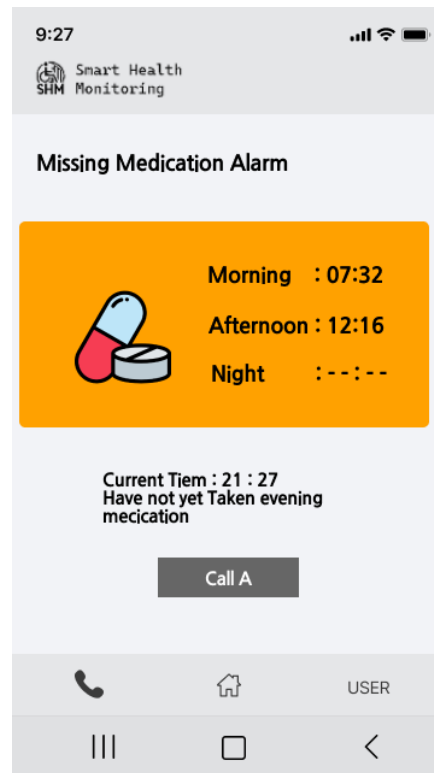 9:27
SHM Smart Health
Monitoring
Missing Medication Alarm
Morning : 07:32
Afternoon : 12:16
Night : --:--
Current Tiem : 21 : 27
Have not yet Taken evening
mecication
Call A
USER